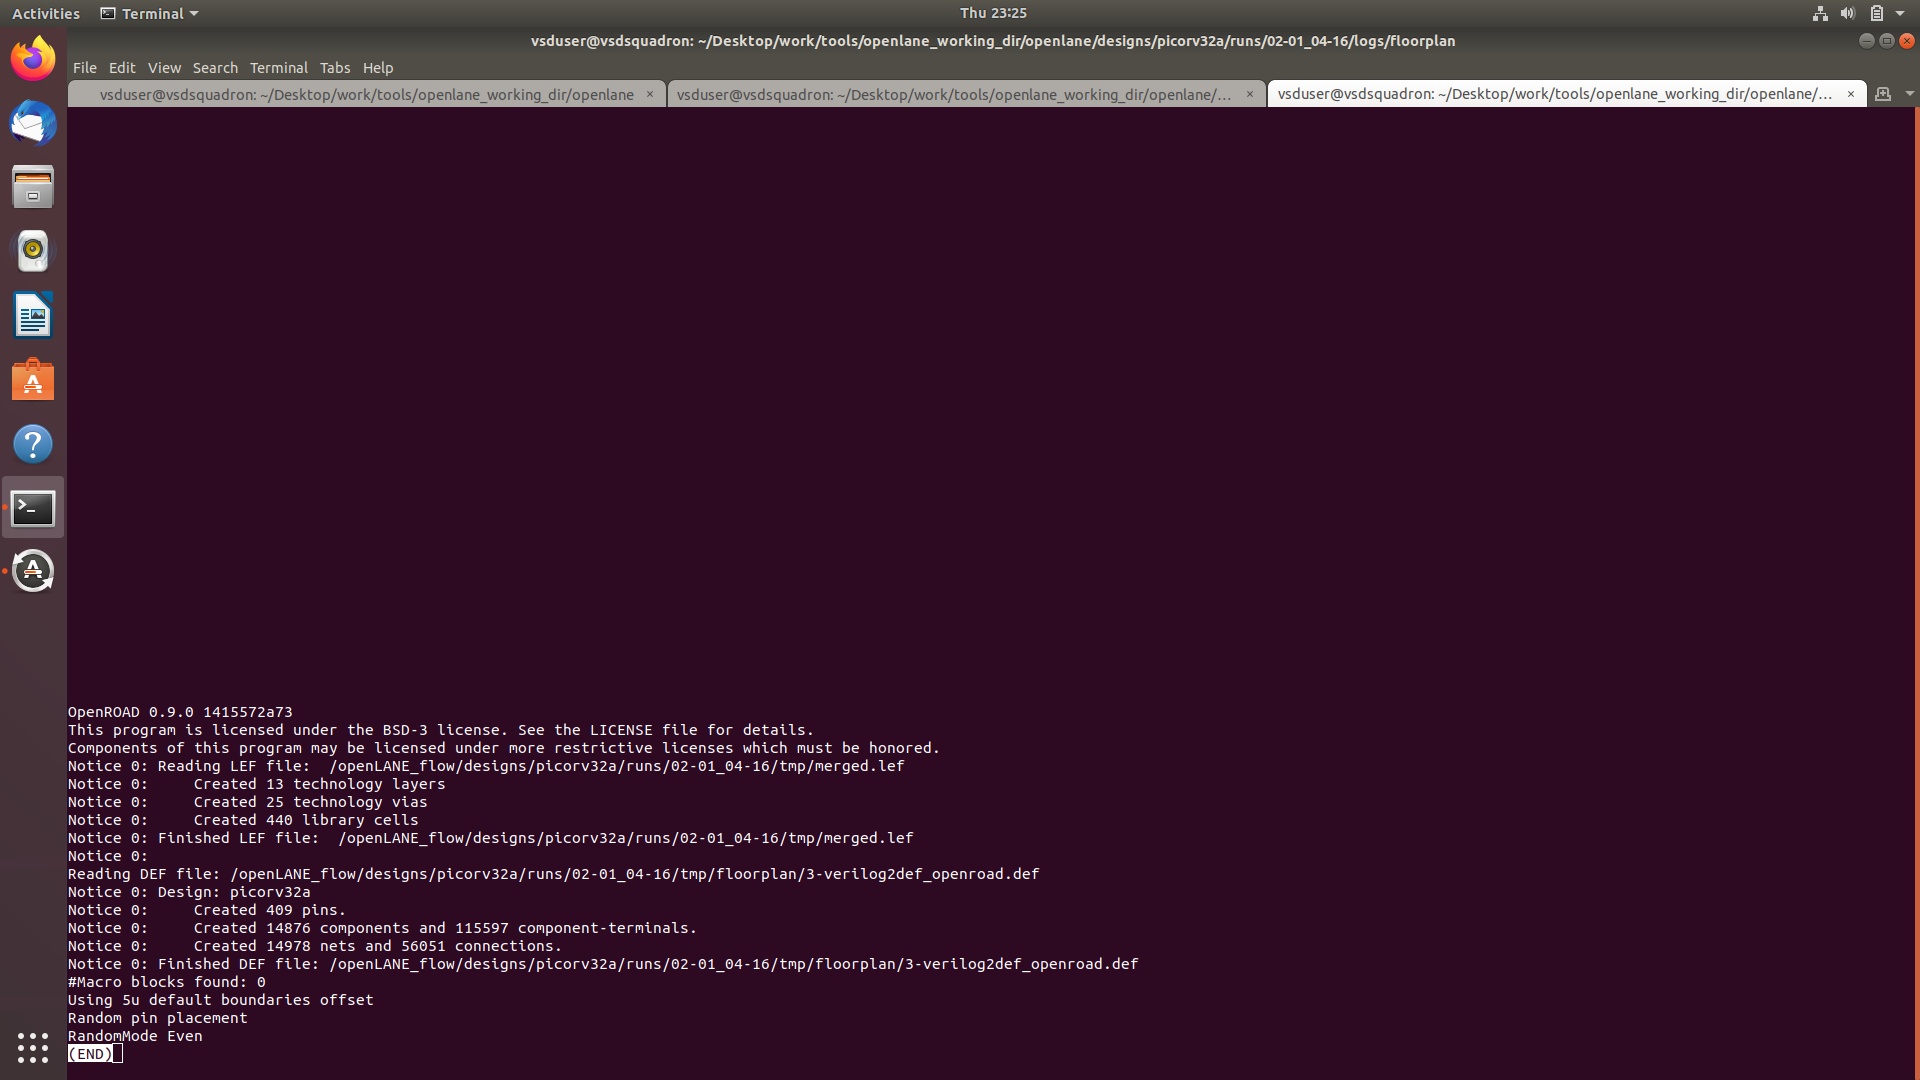 Activities Terminal Thu 23:25
vsduser@vsdsquadron: ~/Desktop/work/tools/openlane_working_dir/openlane/designs/picorv32a/runs/02-01_04-16/logs/floorplan
File Edit View Search Terminal Tabs Help
vsduser@vsdsquadron: ~/Desktop/work/tools/openlane_working_dir/openlane × vsduser@vsdsquadron: ~/Desktop/work/tools/openlane_working_dir/openlane/... × vsduser@vsdsquadron: ~/Desktop/work/tools/openlane_working_dir/openlane/... ×
OpenROAD 0.9.0 1415572a73
This program is licensed under the BSD-3 license. See the LICENSE file for details.
Components of this program may be licensed under more restrictive licenses which must be honored.
Notice 0: Reading LEF file:  /openLANE_flow/designs/picorv32a/runs/02-01_04-16/tmp/merged.lef
Notice 0:     Created 13 technology layers
Notice 0:     Created 25 technology vias
Notice 0:     Created 440 library cells
Notice 0: Finished LEF file:  /openLANE_flow/designs/picorv32a/runs/02-01_04-16/tmp/merged.lef
Notice 0:
Reading DEF file: /openLANE_flow/designs/picorv32a/runs/02-01_04-16/tmp/floorplan/3-verilog2def_openroad.def
Notice 0: Design: picorv32a
Notice 0:     Created 409 pins.
Notice 0:     Created 14876 components and 115597 component-terminals.
Notice 0:     Created 14978 nets and 56051 connections.
Notice 0: Finished DEF file: /openLANE_flow/designs/picorv32a/runs/02-01_04-16/tmp/floorplan/3-verilog2def_openroad.def
#Macro blocks found: 0
Using 5u default boundaries offset
Random pin placement
RandomMode Even
(END)